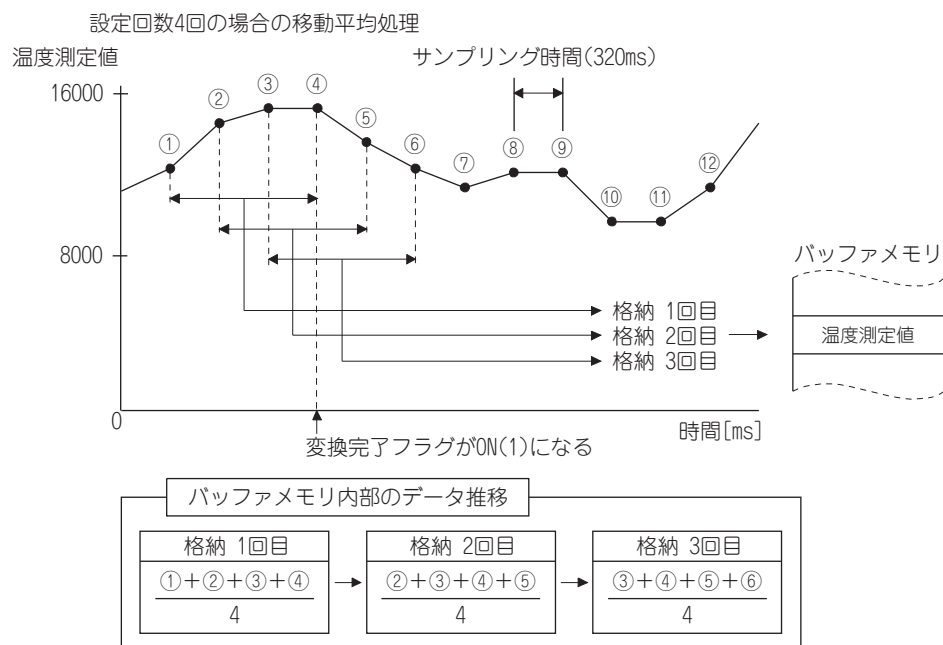 設定回数4回の場合の移動平均処理
温度測定値
サンプリング時間(320ms)
16000
① ② ③ ④ ⑤ ⑥ ⑦ ⑧ ⑨ ⑩ ⑪ ⑫
8000
バッファメモリ
格納 1回目
格納 2回目
格納 3回目
温度測定値
0
時間[ms]
変換完了フラグがON(1)になる
バッファメモリ内部のデータ推移
格納 1回目
①+②+③+④
4
格納 2回目
②+③+④+⑤
4
格納 3回目
③+④+⑤+⑥
4